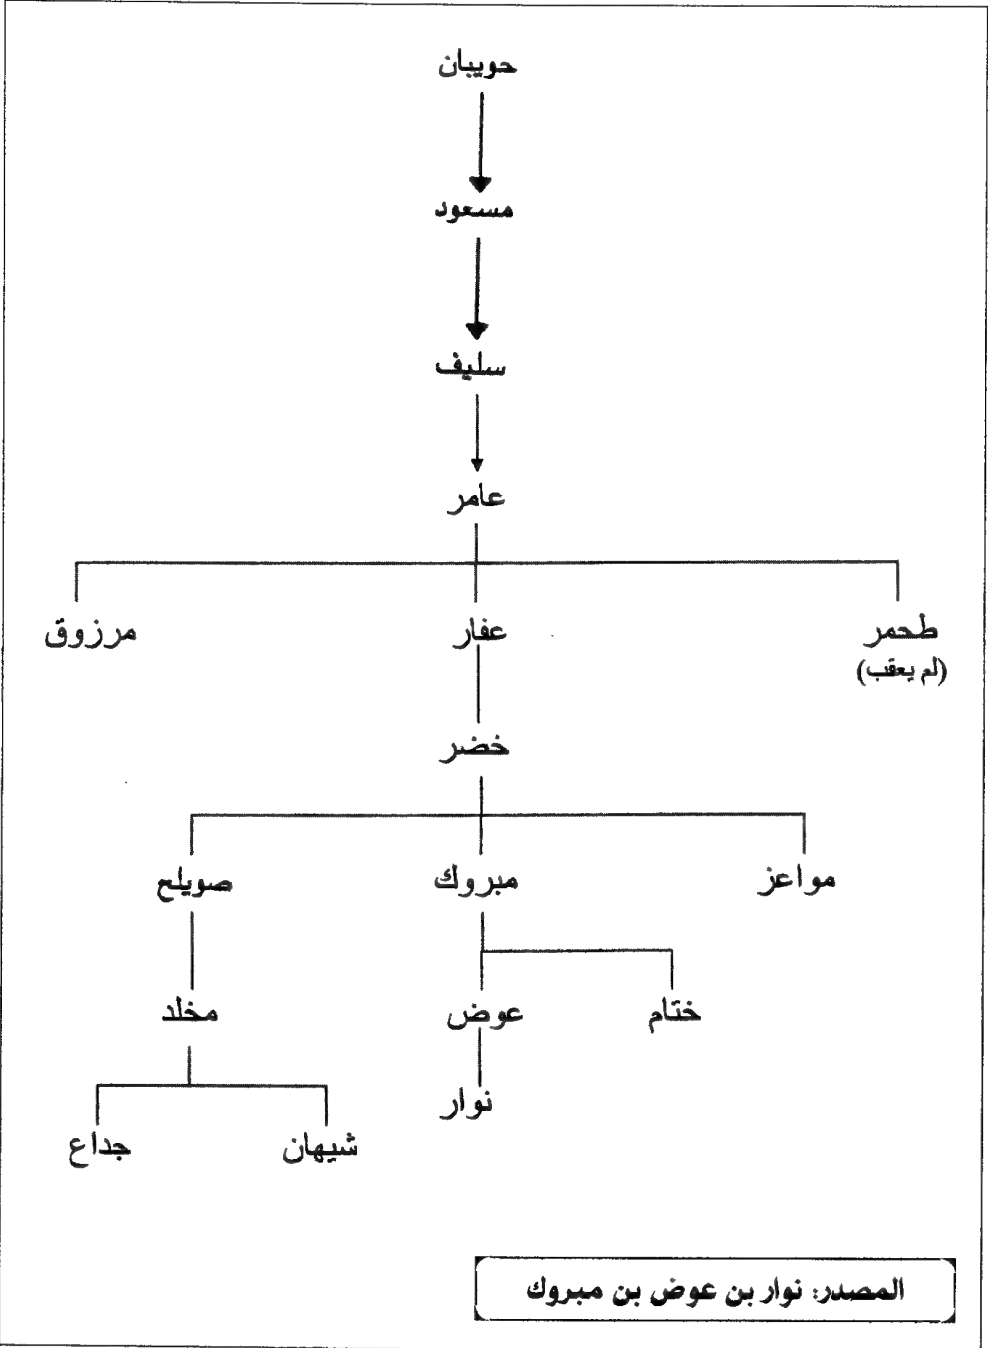 حويبان
مسعود
سليف
عامر
طحمر عفار مرزوق
(لم يعقب)
خضر
مواعز مبروك صويلح
ختام عوض مخلد
نوار
شيهان جداع
المصدر: نوار بن عوض بن مبروك